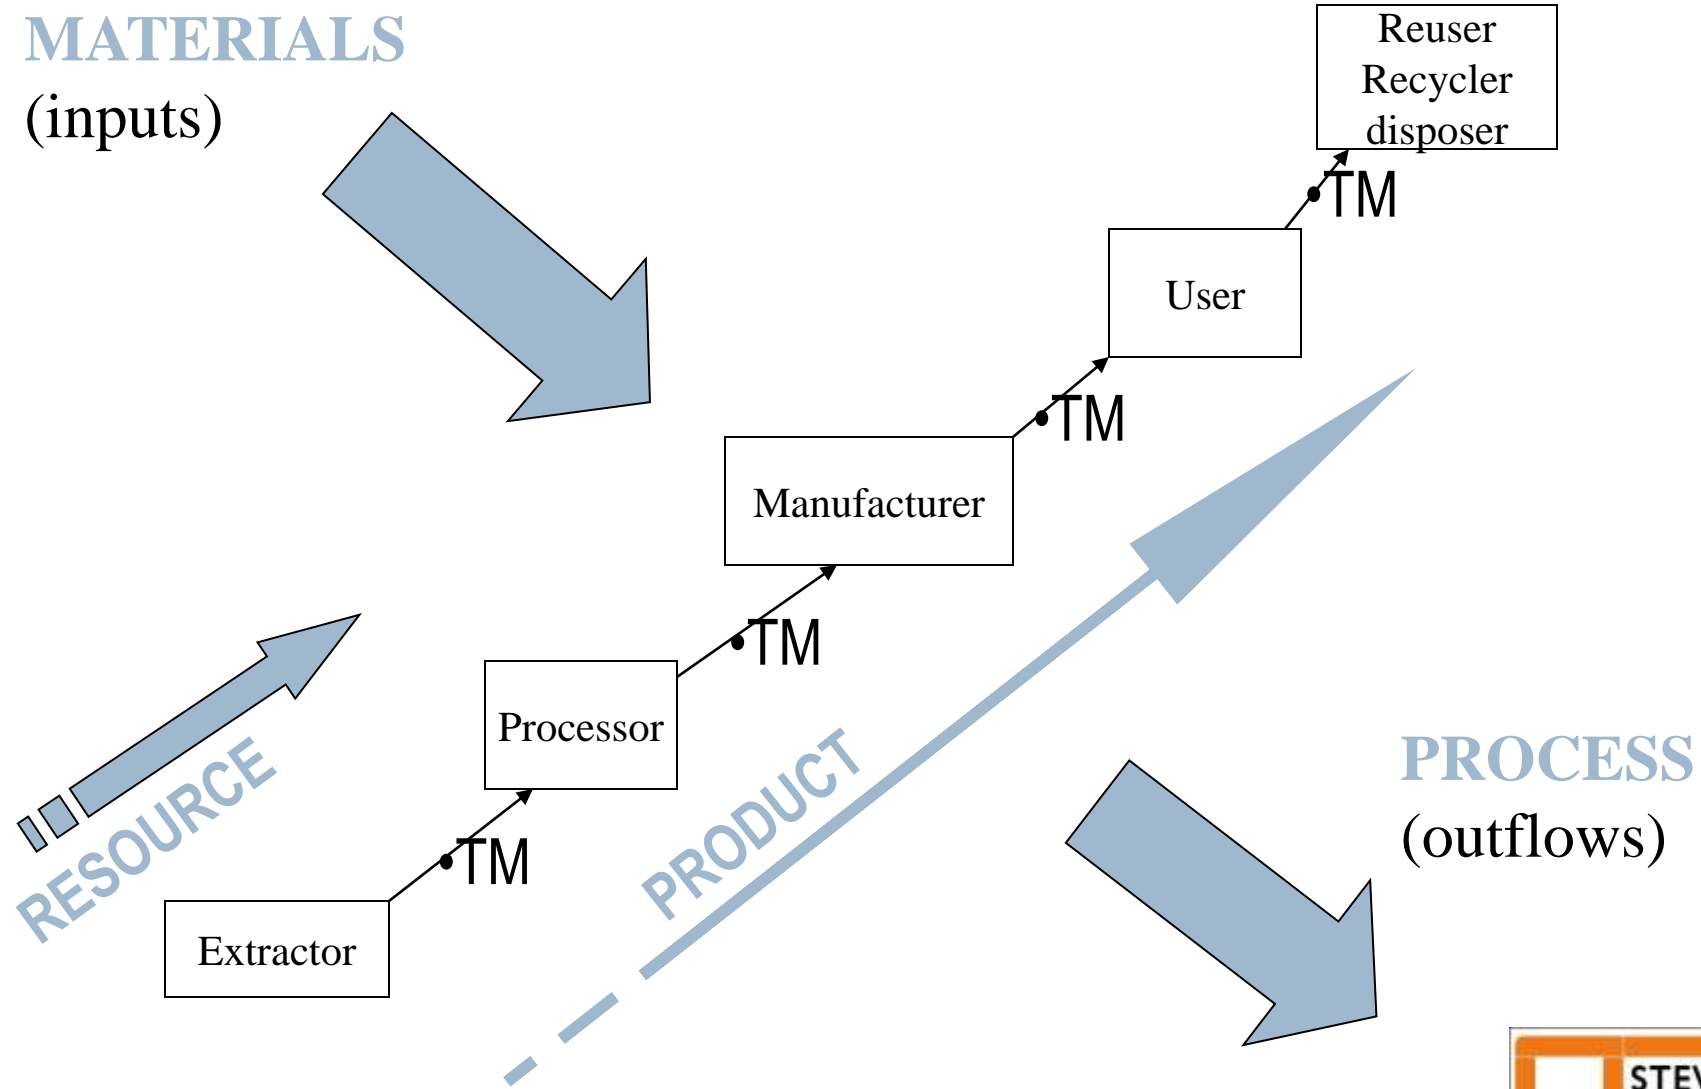 MATERIALS
(inputs)
Reuser
Recycler
disposer
•TM
User
•TM
Manufacturer
•TM
Processor
•TM
Extractor
RESOURCE
PRODUCT
PROCESS
(outflows)